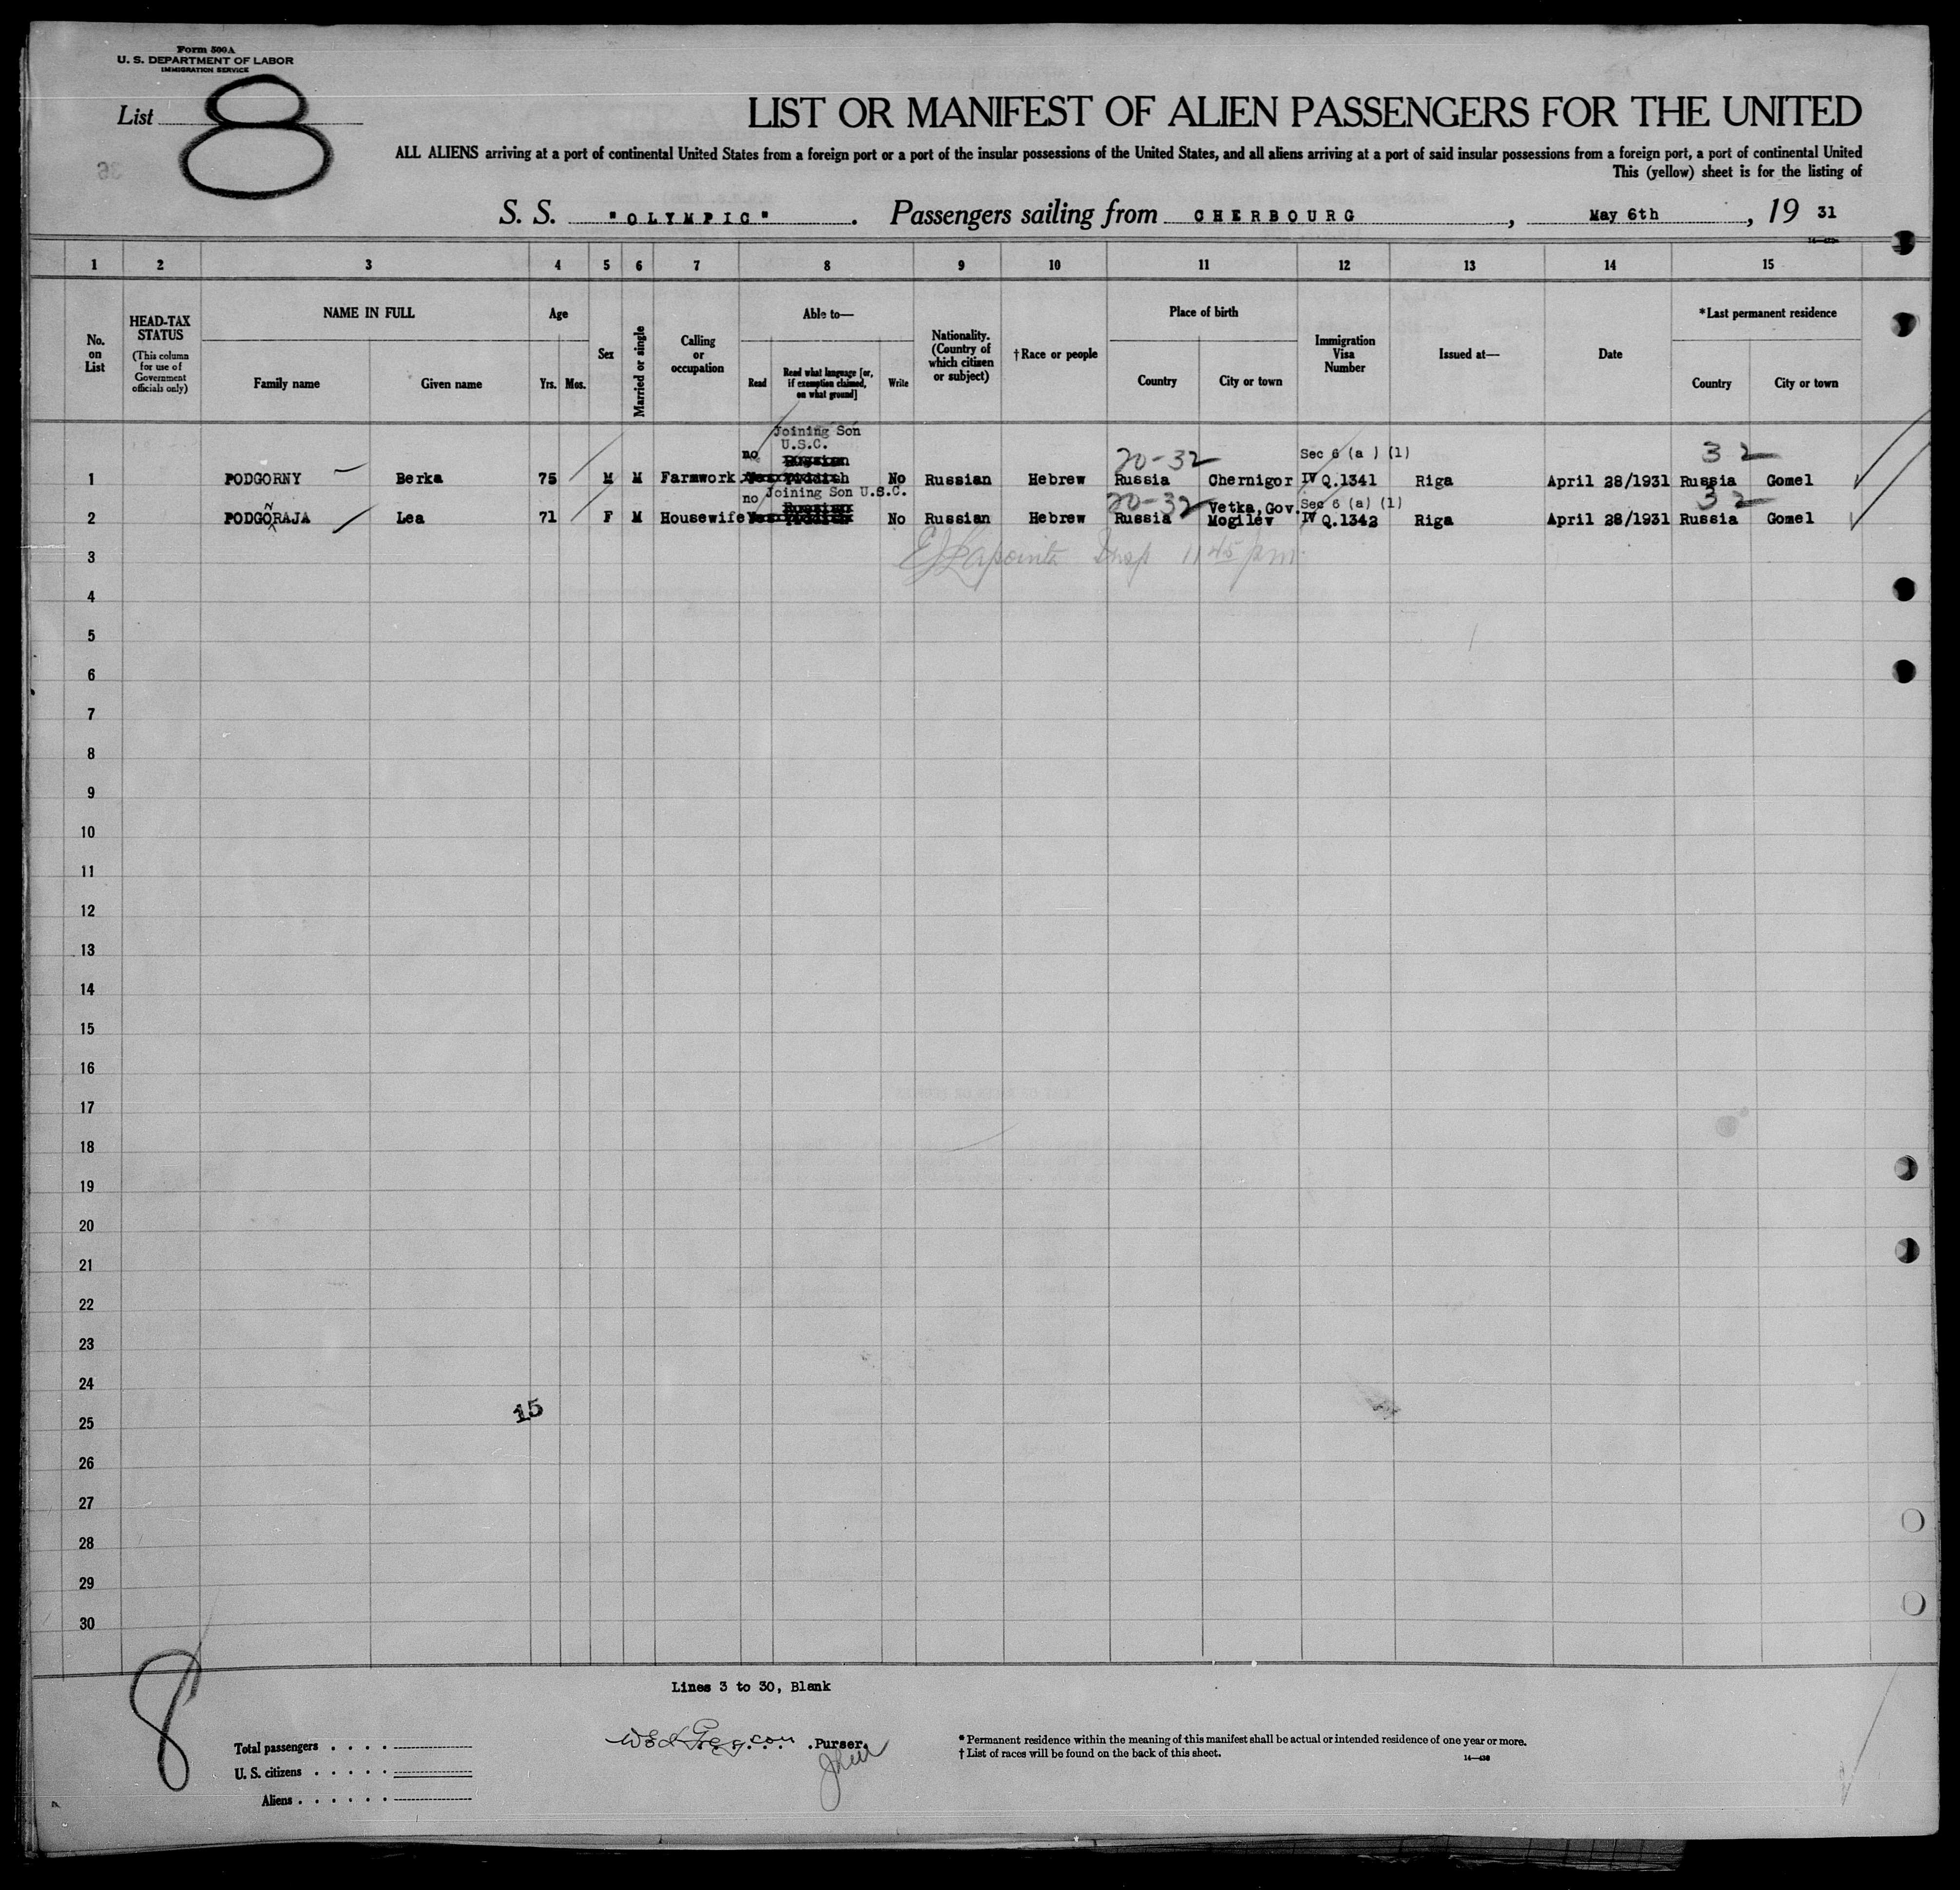 Form 500A
U. S. DEPARTMENT OF LABOR
IMMIGRATION SERVICE
List 8
LIST OR MANIFEST OF ALIEN PASSENGERS FOR THE UNITED
ALL ALIENS arriving at a port of continental United States from a foreign port or a port of the insular possessions of the United States, and all aliens arriving at a port of said insular possessions from a foreign port, a port of continental United
This (yellow) sheet is for the listing of
S. S. "OLYMPIC". Passengers sailing from CHERBOURG, May 6th, 19 31
1 2 3 4 5 6 7 8 9 10 11 12 13 14 15
No. on List
HEAD-TAX STATUS
(This column for use of Government officials only)
NAME IN FULL
Family name Given name
Age
Yrs. Mos.
Sex
Married or single
Calling or occupation
Able to—
Read
Read what language [or, if exemption claimed, on what ground]
Write
Nationality. (Country of which citizen or subject)
†Race or people
Place of birth
Country City or town
Immigration Visa Number
Issued at—
Date
*Last permanent residence
Country City or town
Joining Son
U.S.C.
no Russian 20-32 Sec 6 (a ) (1) 32
1 PODGORNY Berka 75 M M Farmwork Yes Yiddish No Russian Hebrew Russia Chernigor IV Q.1341 Riga April 28/1931 Russia Gomel
no Joining Son U.S.C. 20-32 Vetka,Gov. Sec 6 (a) (1) 32
2 PODGORAJA Lea 71 F M Housewife Yes No Russian Hebrew Russia Mogilev IV Q.1342 Riga April 28/1931 Russia Gomel
3 Lapointe Insp 11 45 pm
4
5
6
7
8
9
10
11
12
13
14
15
16
17
18
19
20
21
22
23
24
15
25
26
27
28
29
30
8
Lines 3 to 30, Blank
Total passengers
U. S. citizens
Aliens
.Purser.
* Permanent residence within the meaning of this manifest shall be actual or intended residence of one year or more.
† List of races will be found on the back of this sheet.